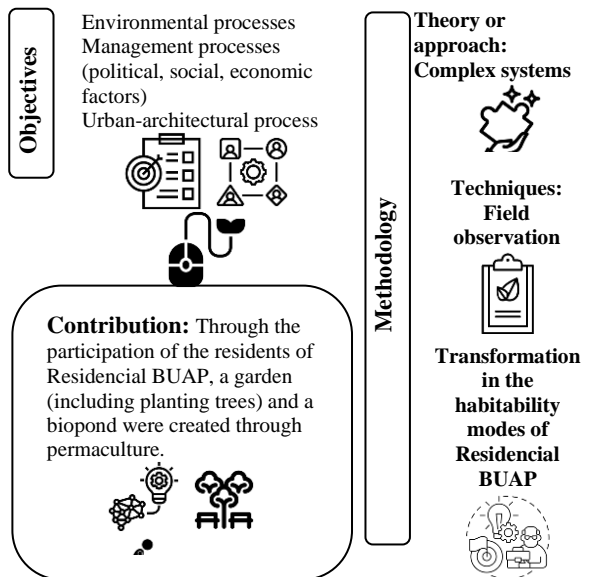 Objectives
Environmental processes
Management processes
(political, social, economic
factors)
Urban-architectural process
Contribution: Through the
participation of the residents of
Residencial BUAP, a garden
(including planting trees) and a
biopond were created through
permaculture.
Methodology
Theory or
approach:
Complex systems
Techniques:
Field
observation
Transformation
in the
habitability
modes of
Residencial
BUAP